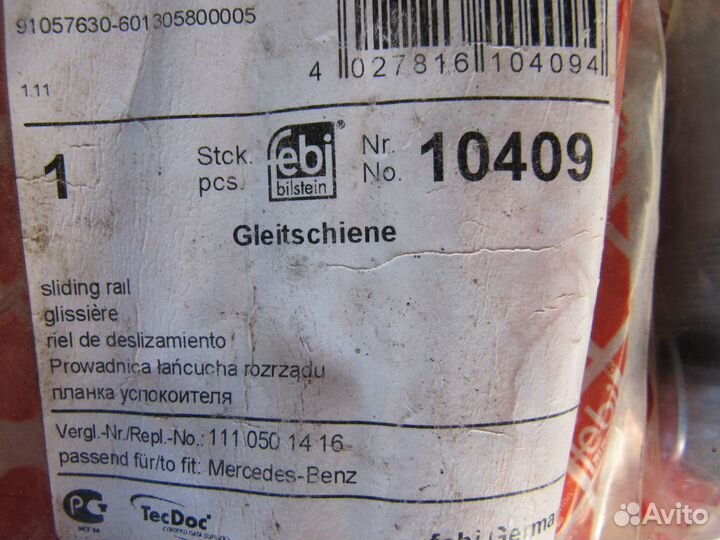 91057630-601305800005
4 027816 104094
1.11
1 Stck. pcs. febi bilstein ® Nr. No. 10409
Gleitschiene
sliding rail
glissière
riel de deslizamiento
Prowadnica łańcucha rozrządu
планка успокоителя
Vergl.-Nr./Repl.-No.: 111 050 14 16
passend für/to fit: Mercedes-Benz
TecDoc
febi Germa
febi
Avito